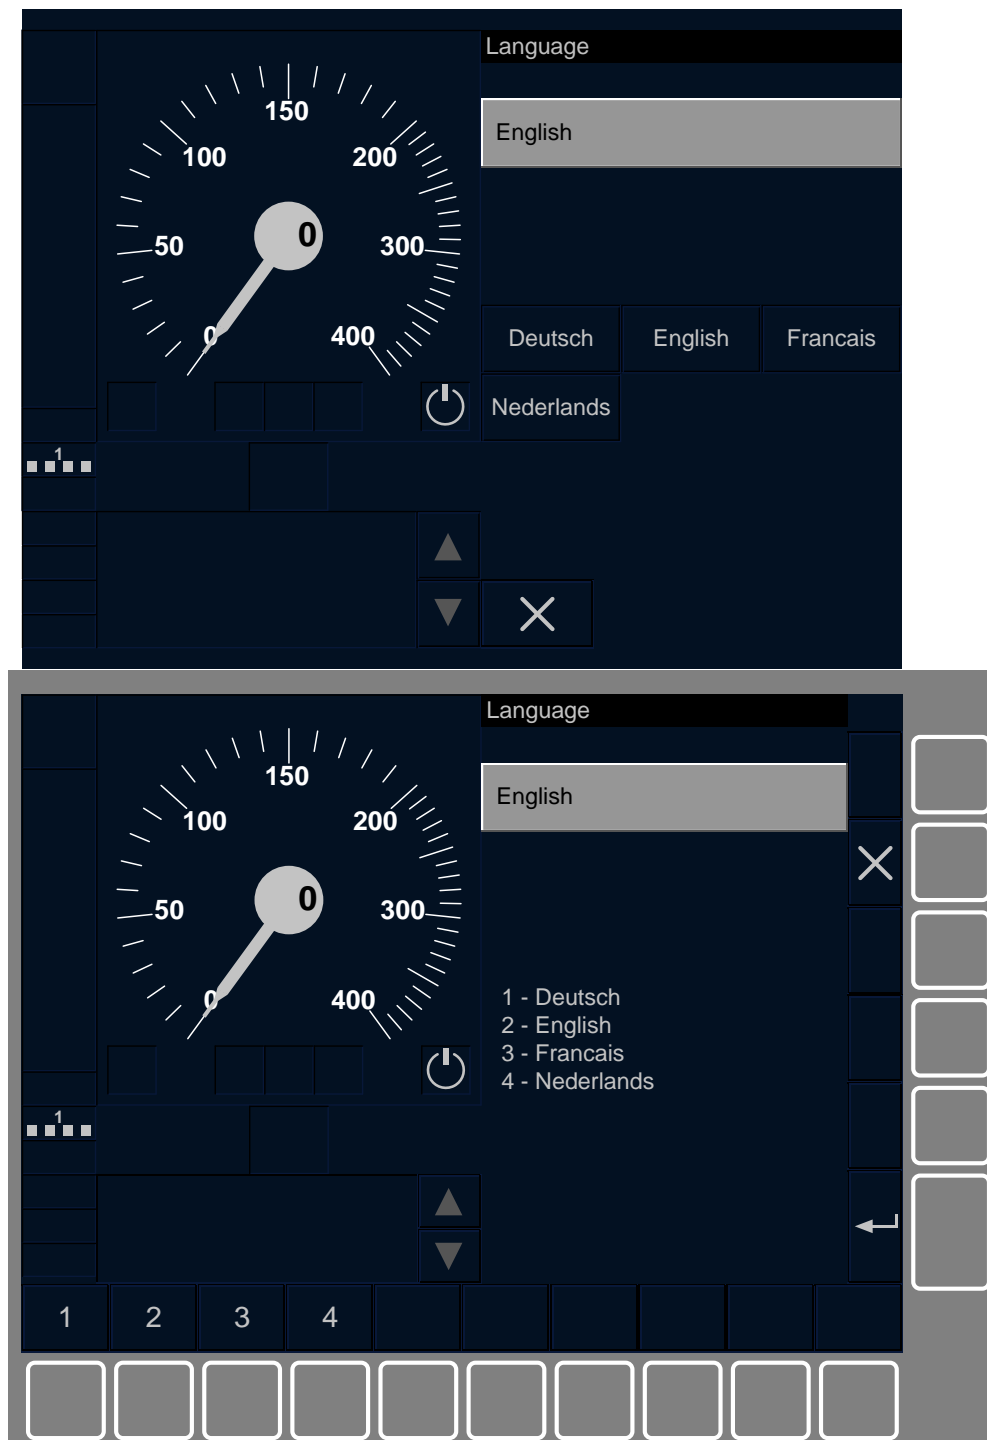 Language
150
English
100
200
0
50
300
0
400
Deutsch
English
Francais
Nederlands
1
Language
150
English
100
200
0
50
300
0
400
1 - Deutsch
2 - English
3 - Francais
4 - Nederlands
1
1
2
3
4